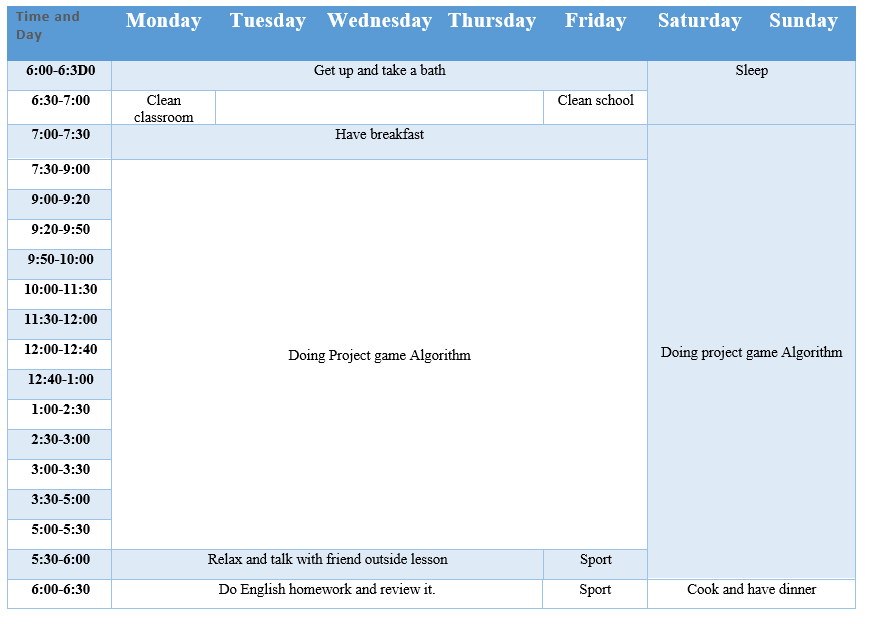 Time and Monday Tuesday Wednesday Thursday Friday Saturday Sunday
Day
6:00-6:3D0 Get up and take a bath Sleep
6:30-7:00 Clean Clean school
classroom
7:00-7:30 Have breakfast
7:30-9:00
9:00-9:20
9:20-9:50
9:50-10:00
10:00-11:30
11:30-12:00
12:00-12:40 Doing Project game Algorithm Doing project game Algorithm
12:40-1:00
1:00-2:30
2:30-3:00
3:00-3:30
3:30-5:00
5:00-5:30
5:30-6:00 Relax and talk with friend outside lesson Sport
6:00-6:30 Do English homework and review it. Sport Cook and have dinner